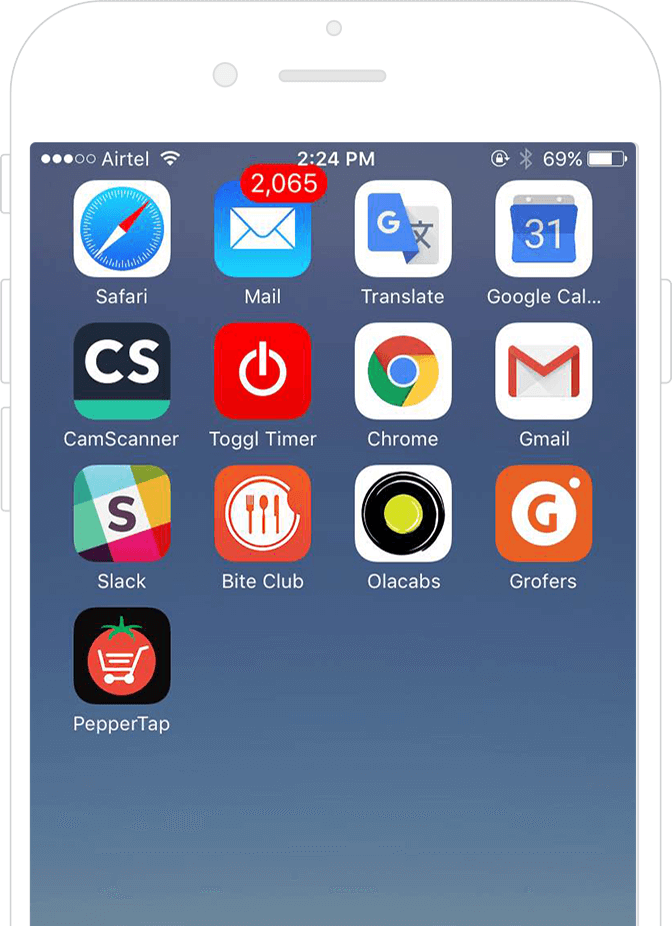 Airtel 2:24 PM 69%
2,065
G 文 31
Safari Mail Translate Google Cal...
CS
CamScanner Toggl Timer Chrome Gmail
S G
Slack Bite Club Olacabs Grofers
PepperTap